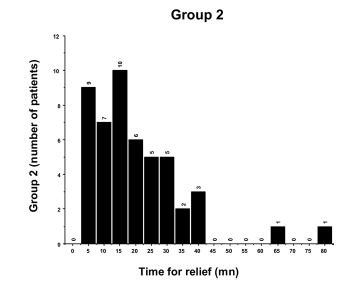 Group 2
Group 2 (number of patients)
12
10
8
6
4
2
0
0 9 7 10 6 5 5 2 3 0 0 0 0 1 0 0 1
0 5 10 15 20 25 30 35 40 45 50 55 60 65 70 75 80
Time for relief (mn)